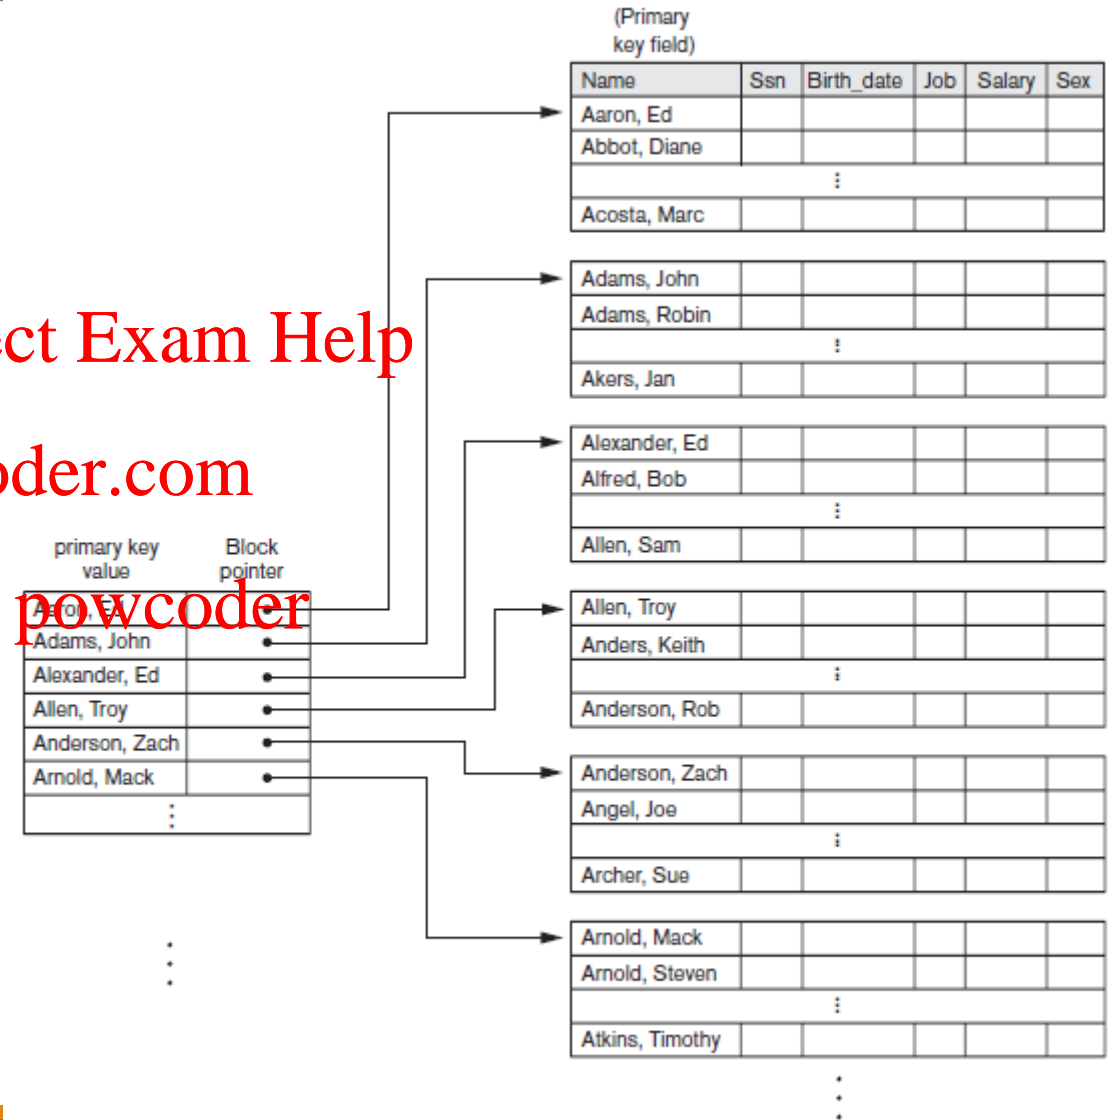 (Primary
key field)
Name Ssn Birth_date Job Salary Sex
Aaron, Ed
Abbot, Diane
Acosta, Marc
Adams, John
Adams, Robin
Akers, Jan
Alexander, Ed
Alfred, Bob
Allen, Sam
Allen, Troy
Anders, Keith
Anderson, Rob
Anderson, Zach
Angel, Joe
Archer, Sue
Arnold, Mack
Arnold, Steven
Atkins, Timothy
ct Exam Help
oder.com
powcoder
primary key
value
Block
pointer
Aaron, Ed
Adams, John
Alexander, Ed
Allen, Troy
Anderson, Zach
Arnold, Mack